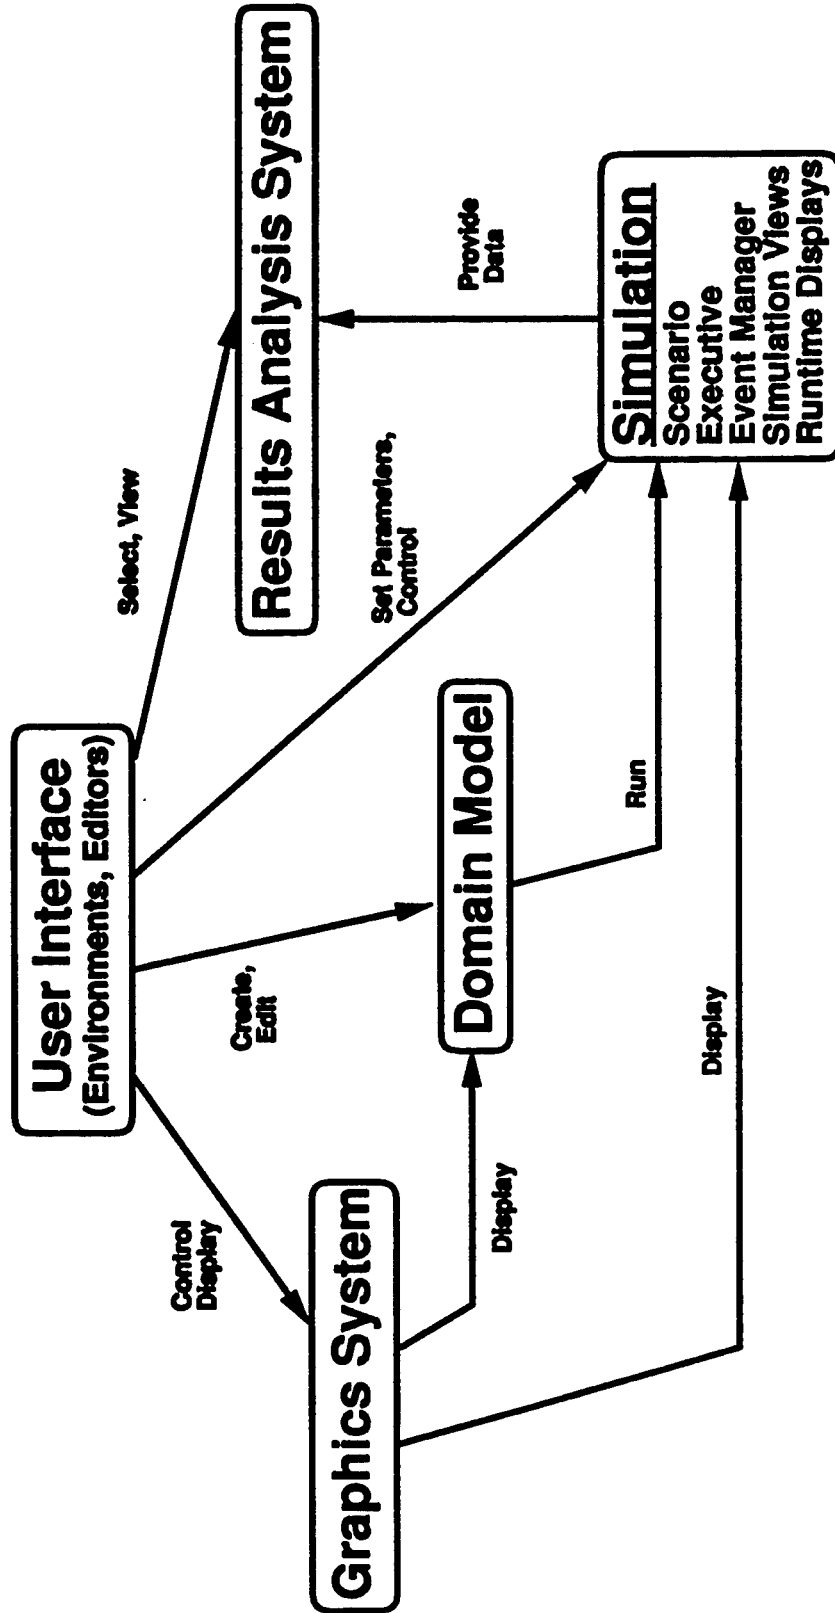 User Interface
(Environments, Editors)
Control
Display
Create,
Edit
Select, View
Set Parameters,
Control
Graphics System
Results Analysis System
Domain Model
Display
Run
Provide
Data
Display
Simulation
Scenario
Executive
Event Manager
Simulation Views
Runtime Displays